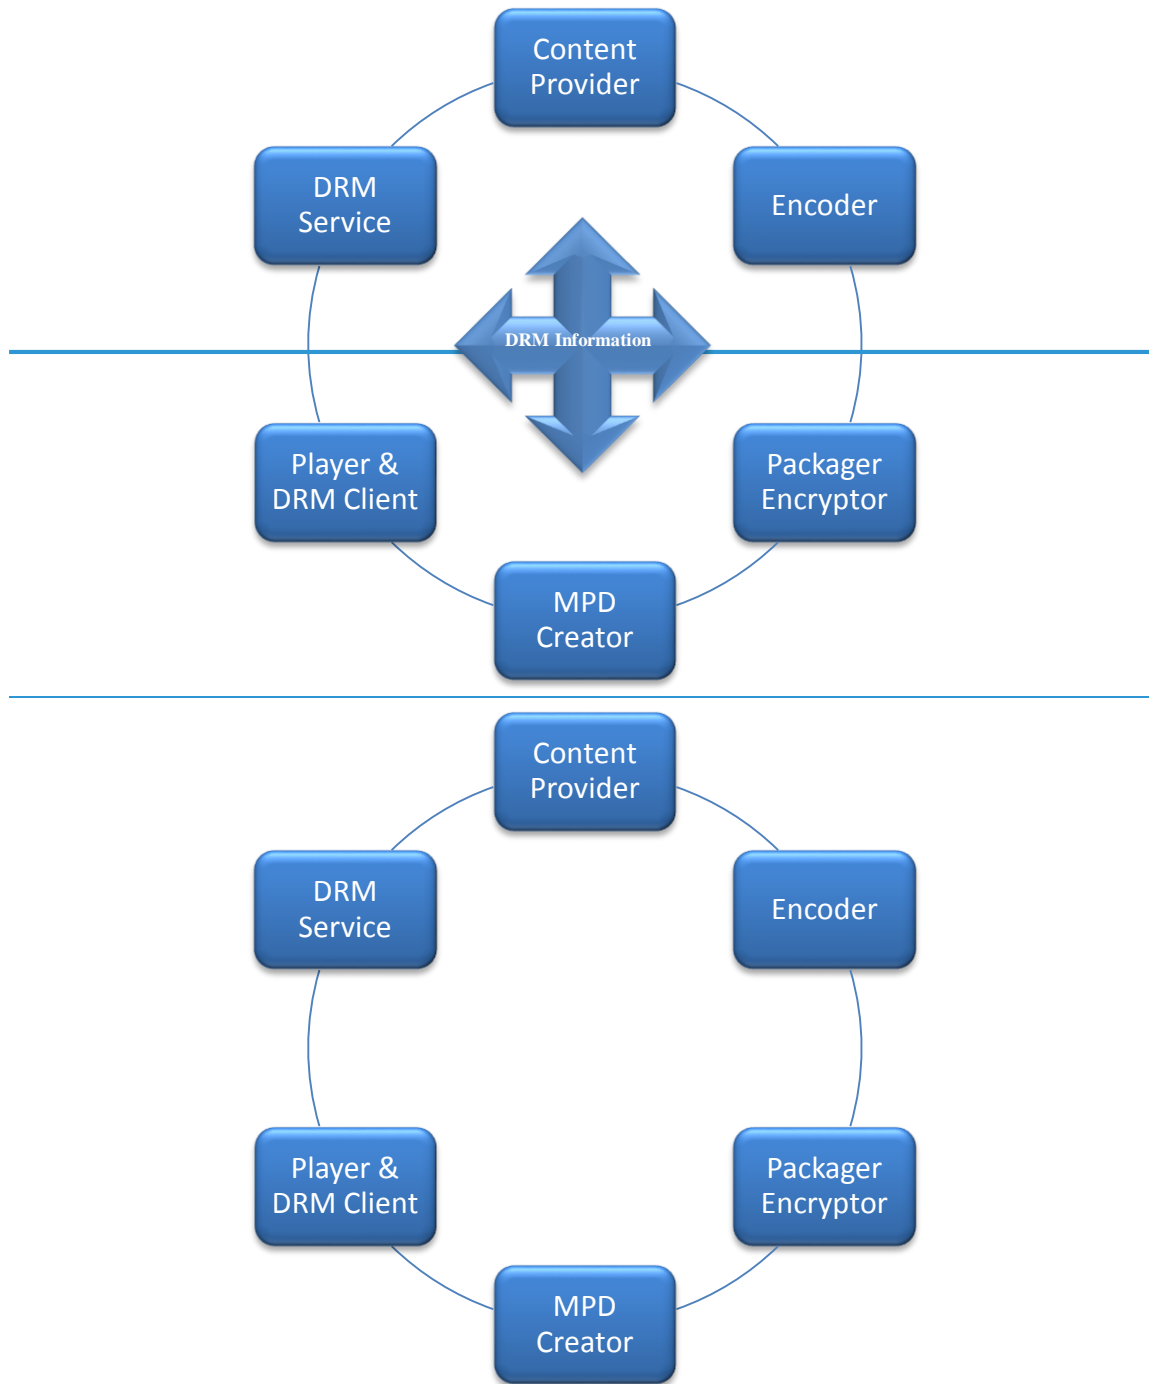 Content
Provider
DRM
Service
Encoder
DRM Information
Player &
DRM Client
Packager
Encryptor
MPD
Creator
Content
Provider
DRM
Service
Encoder
Player &
DRM Client
Packager
Encryptor
MPD
Creator